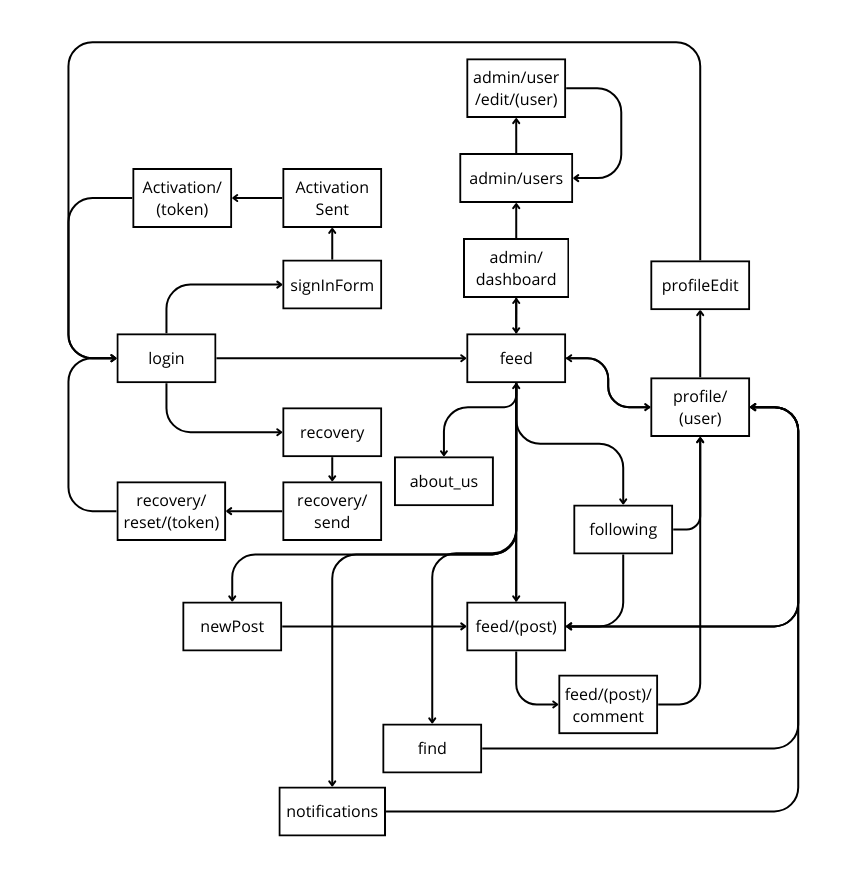 admin/user
/edit/(user)
Activation/
(token)
Activation
Sent
admin/users
signInForm
admin/
dashboard
profileEdit
login
feed
profile/
(user)
recovery
about_us
recovery/
reset/(token)
recovery/
send
following
newPost
feed/(post)
feed/(post)/
comment
find
notifications